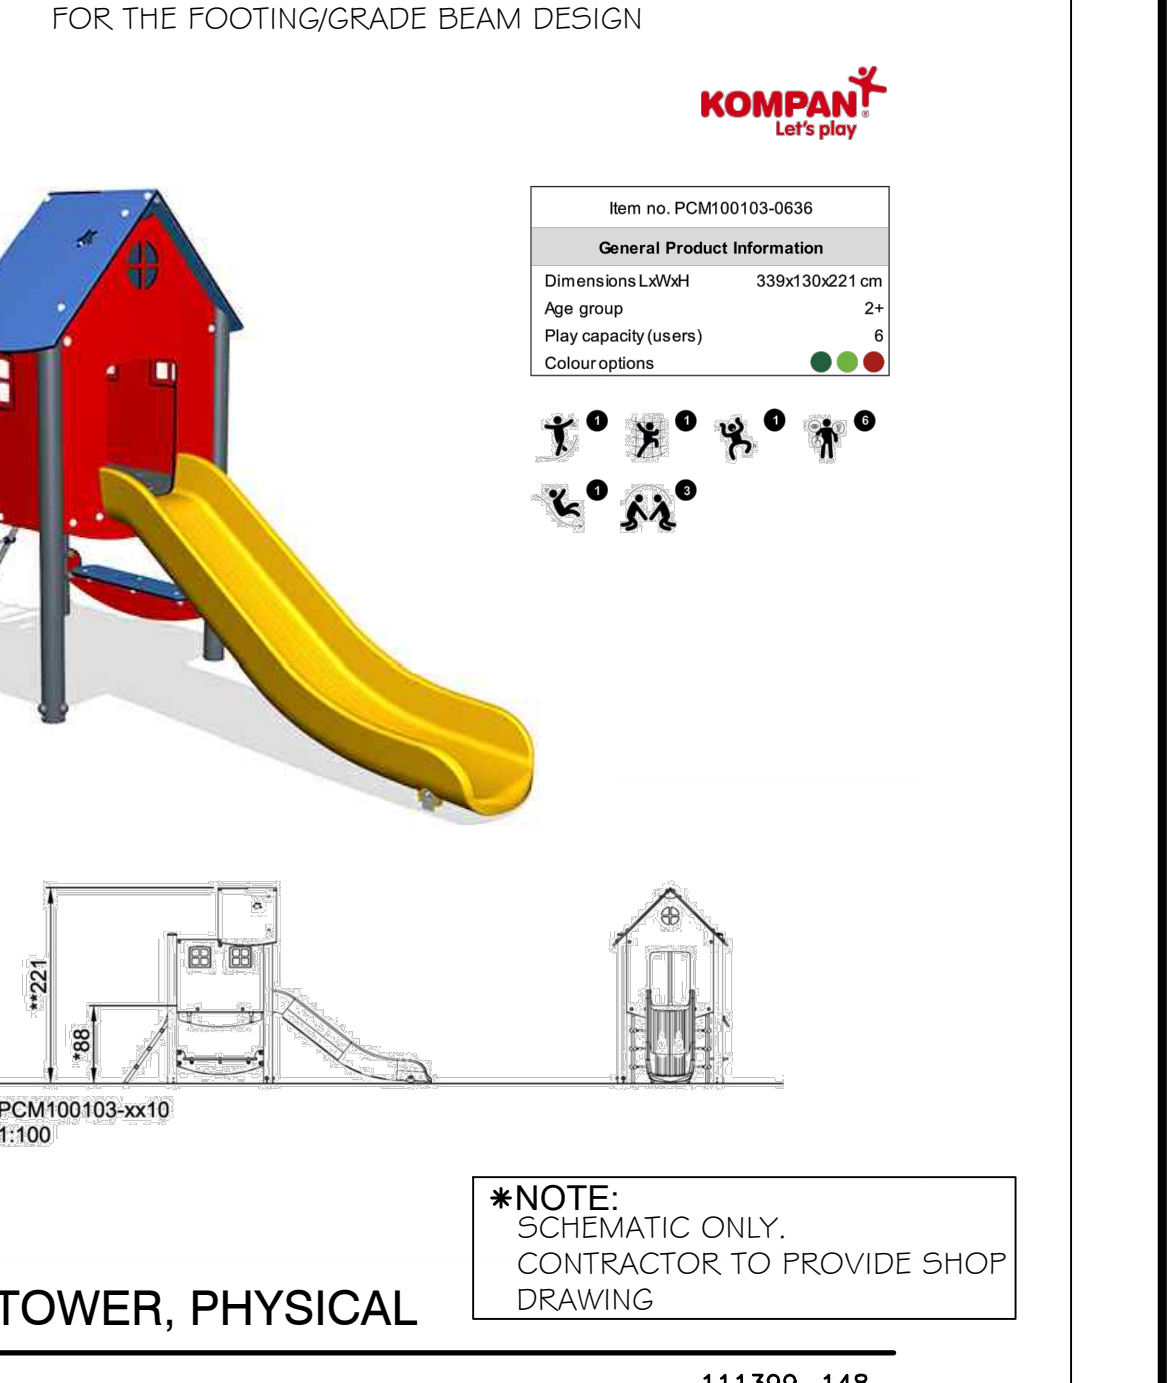 FOR THE FOOTING/GRADE BEAM DESIGN
KOMPAN
Let's play
Item no. PCM100103-0636
General Product Information
Dimensions LxWxH 339x130x221 cm
Age group 2+
Play capacity (users) 6
Colour options
1 1 1 6
1 3
**221
*88
PCM100103-xx10
1:100
*NOTE:
SCHEMATIC ONLY.
CONTRACTOR TO PROVIDE SHOP
DRAWING
TOWER, PHYSICAL